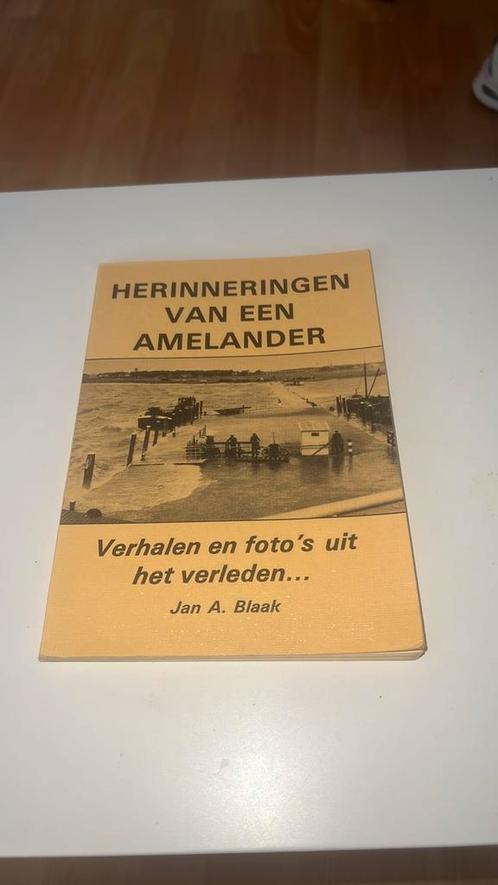 HERINNERINGEN
VAN EEN
AMELANDER
Verhalen en foto's uit
het verleden...
Jan A. Blaak